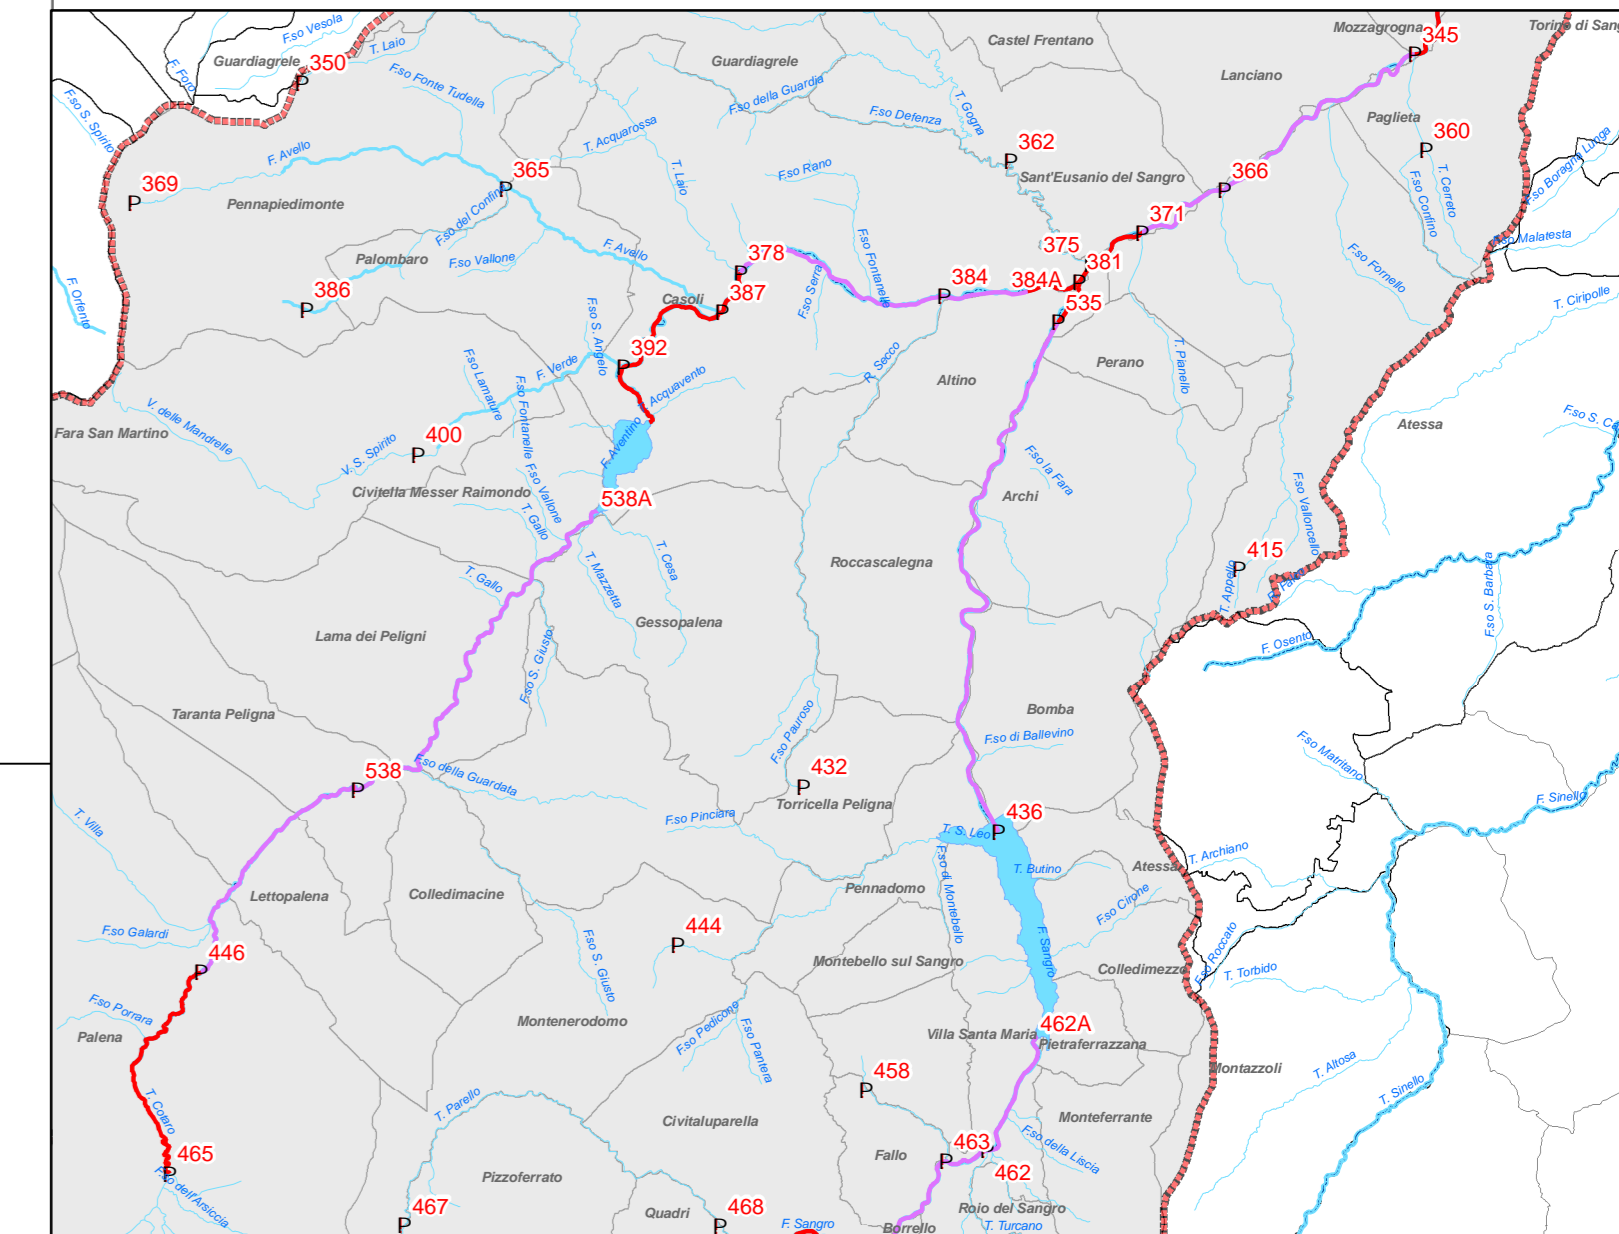 F.so Vesola
Castel Frentano
Mozzagrogna
345
Guardiagrele
350
T. Laio
Guardiagrele
F. Foro
Lanciano
F.so Fonte Tudella
F.so della Guardia
T. Gogna
F.so Defenza
F.so S. Spirito
Paglieta
360
T. Acquarossa
362
F. Avello
365
T. Laio
F.so Rano
Sant'Eusanio del Sangro
366
F.so Boragna Lunga
369
Pennapiedimonte
F.so del Confine
T. Cerreto
F.so Confino
371
F. Avello
375
378
F.so Malatesta
Palombaro
F.so Vallone
F.so Fontanelle
381
F.so Fornello
386
F. Orfento
Casoli
387
F.so Serra
384
384A
535
T. Ciripolle
F.so S. Angelo
392
F. Verde
F.so Lamature
R. Secco
Altino
Perano
T. Pianello
Acquavento
V. delle Mandrelle
Fara San Martino
400
V. S. Spirito
F.so Fontanelle
F. Aventino
Atessa
Civitella Messer Raimondo
F.so Vallone
538A
F.so la Fara
Archi
F.so Valloncello
T. Gallo
T. Gallo
T. Mazzetta
T. Cesa
Roccascalegna
415
T. Appello
F.so S. Barbara
Lama dei Peligni
Gessopalena
F. Osento
F.so S. Giusto
Taranta Peligna
F.so Pauroso
Bomba
F.so di Ballevino
F.so Matritano
538
F.so della Guardata
432
Torricella Peligna
F. Sinello
T. Villa
F.so Pinciara
436
T. S. Leo
T. Butino
T. Archiano
Atessa
Lettopalena
Colledimacine
Pennadomo
F.so di Montebello
F.so Cirone
F.so Galardi
446
444
F.so S. Giusto
Montebello sul Sangro
F. Sangro
Colledimezzo
F.so Roccato
T. Torbido
F.so Porrara
Palena
Montenerodomo
F.so Pedicone
F.so Pantera
Villa Santa Maria
462A
Pietraferrazzana
Montazzoli
T. Altosa
T. Sinello
458
T. Cotaro
T. Parello
Civitaluparella
Monteferrante
F.so della Liscia
465
F.so dell'Arsiccia
Pizzoferrato
Fallo
463
462
467
Quadri
468
F. Sangro
Borrello
Roio del Sangro
T. Turcano